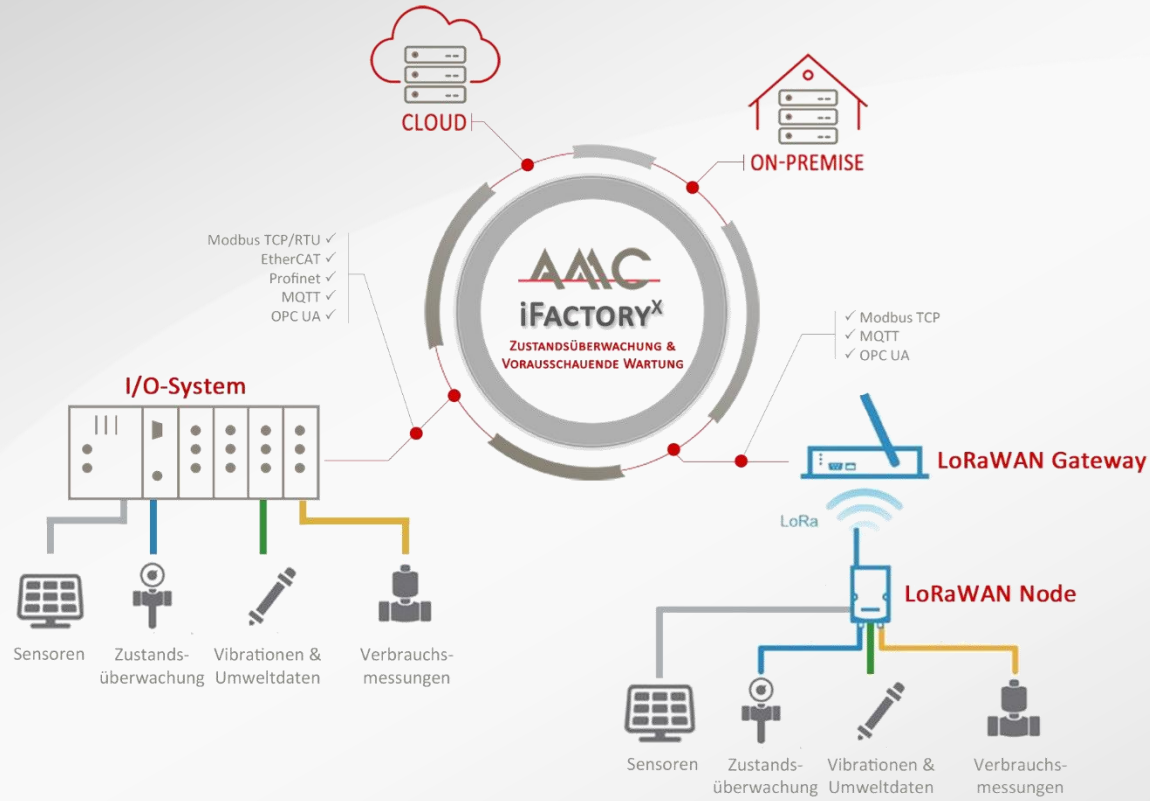 CLOUD
ON-PREMISE
Modbus TCP/RTU ✓
EtherCAT ✓
Profinet ✓
MQTT ✓
OPC UA ✓
AMC
iFACTORYˣ
ZUSTANDSÜBERWACHUNG &
VORAUSSCHAUENDE WARTUNG
✓ Modbus TCP
✓ MQTT
✓ OPC UA
I/O-System
LoRaWAN Gateway
LoRa
LoRaWAN Node
Sensoren
Zustands-
überwachung
Vibrationen &
Umweltdaten
Verbrauchs-
messungen
Sensoren
Zustands-
überwachung
Vibrationen &
Umweltdaten
Verbrauchs-
messungen